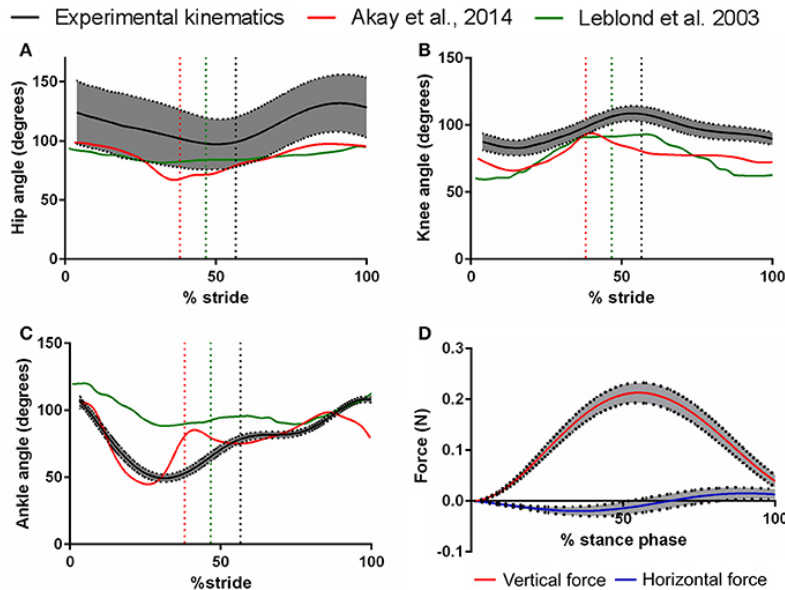 Experimental kinematics Akay et al., 2014 Leblond et al. 2003
A
Hip angle (degrees)
150
100
50
0
0 50 100
% stride
B
Knee angle (degrees)
150
100
50
0
0 50 100
% stride
C
Ankle angle (degrees)
150
100
50
0
0 50 100
%stride
D
Force (N)
0.3
0.2
0.1
0.0
-0.1
50 100
% stance phase
Vertical force Horizontal force